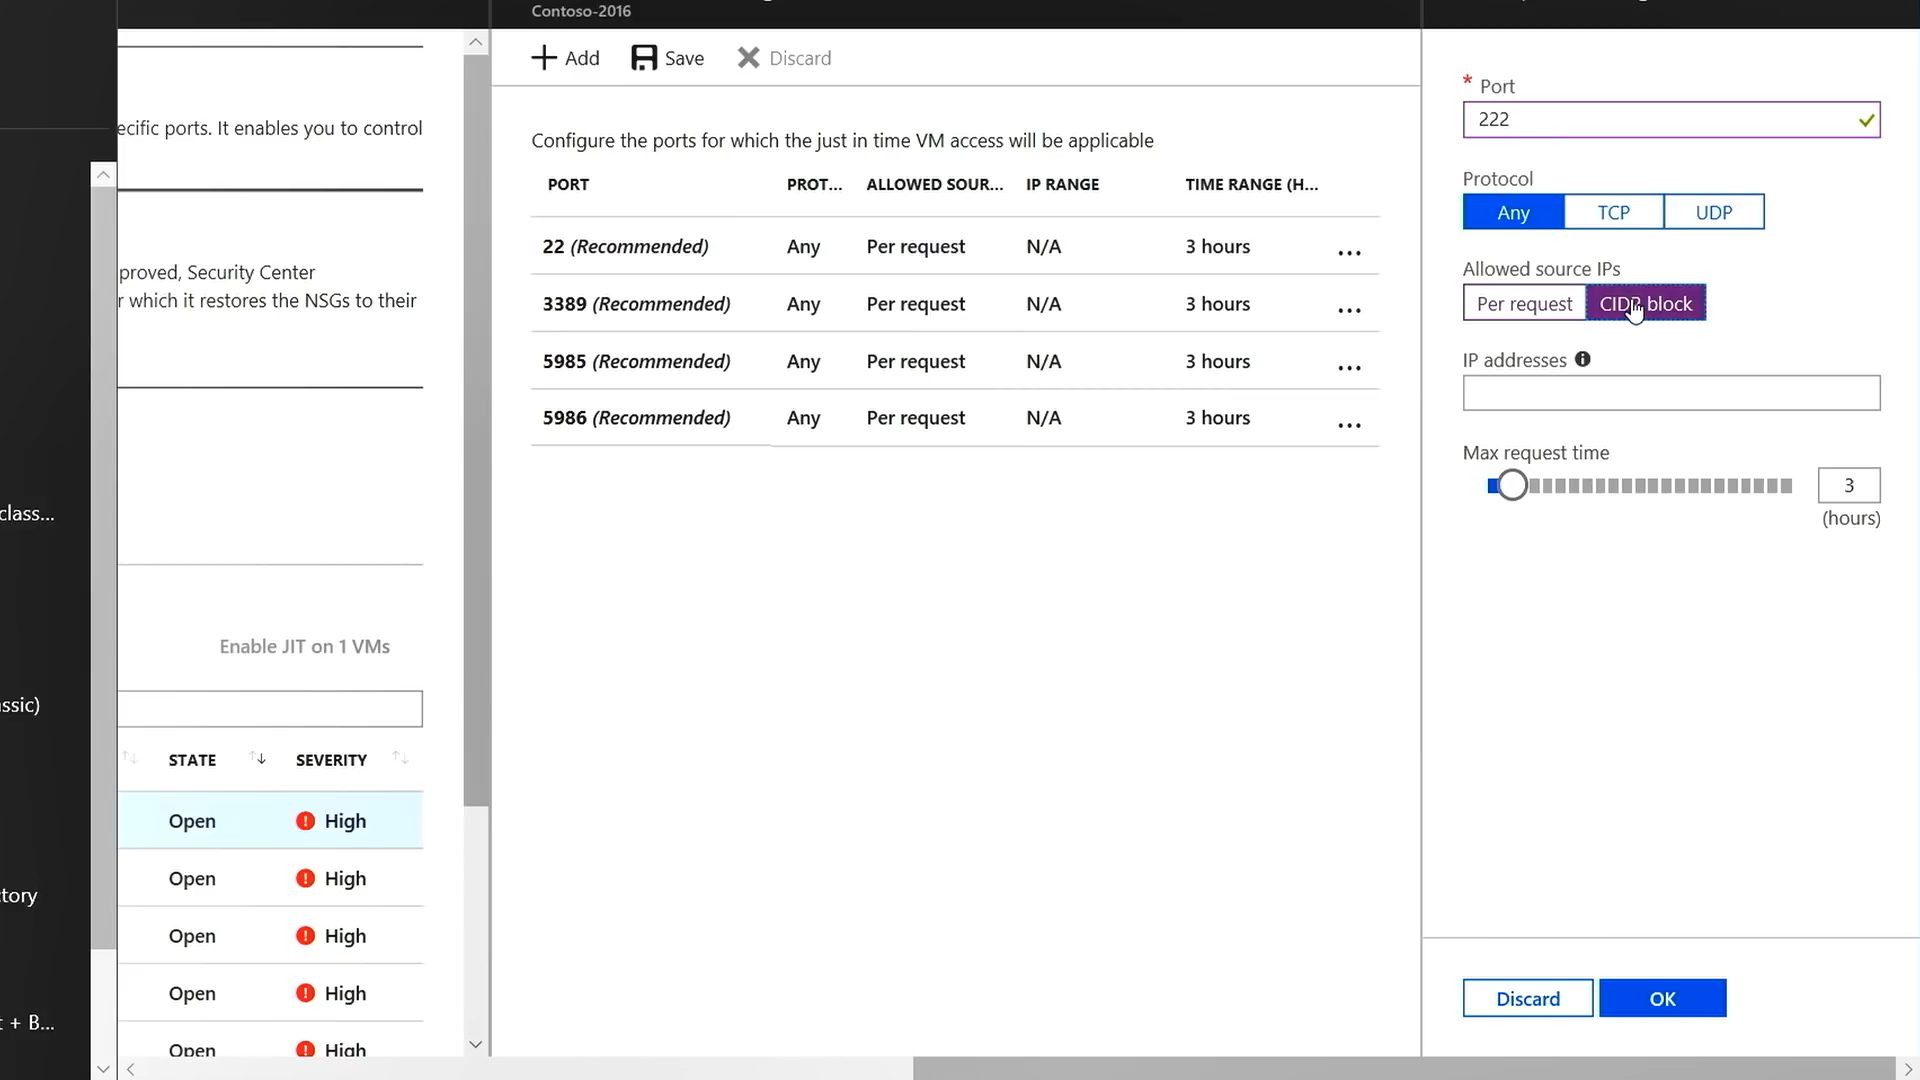 Contoso-2016
Add
Save
Discard
Configure the ports for which the just in time VM access will be applicable
PORT PROT... ALLOWED SOUR... IP RANGE TIME RANGE (H...
22 (Recommended) Any Per request N/A 3 hours ...
3389 (Recommended) Any Per request N/A 3 hours ...
5985 (Recommended) Any Per request N/A 3 hours ...
5986 (Recommended) Any Per request N/A 3 hours ...
ecific ports. It enables you to control
proved, Security Center
r which it restores the NSGs to their
Enable JIT on 1 VMs
STATE SEVERITY
Open High
Open High
Open High
Open High
Open High
class...
ssic)
tory
t + B...
* Port
222
Protocol
Any TCP UDP
Allowed source IPs
Per request CIDR block
IP addresses
Max request time
3
(hours)
Discard OK